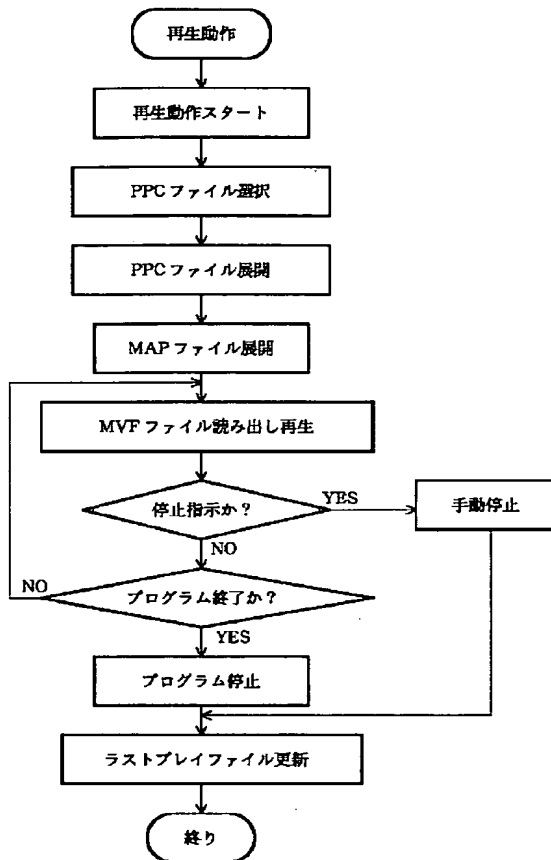 再生動作
再生動作スタート
PPCファイル選択
PPCファイル展開
MAPファイル展開
MVFファイル読み出し再生
停止指示か？
YES
手動停止
NO
プログラム終了か？
NO
YES
プログラム停止
ラストプレイファイル更新
終り